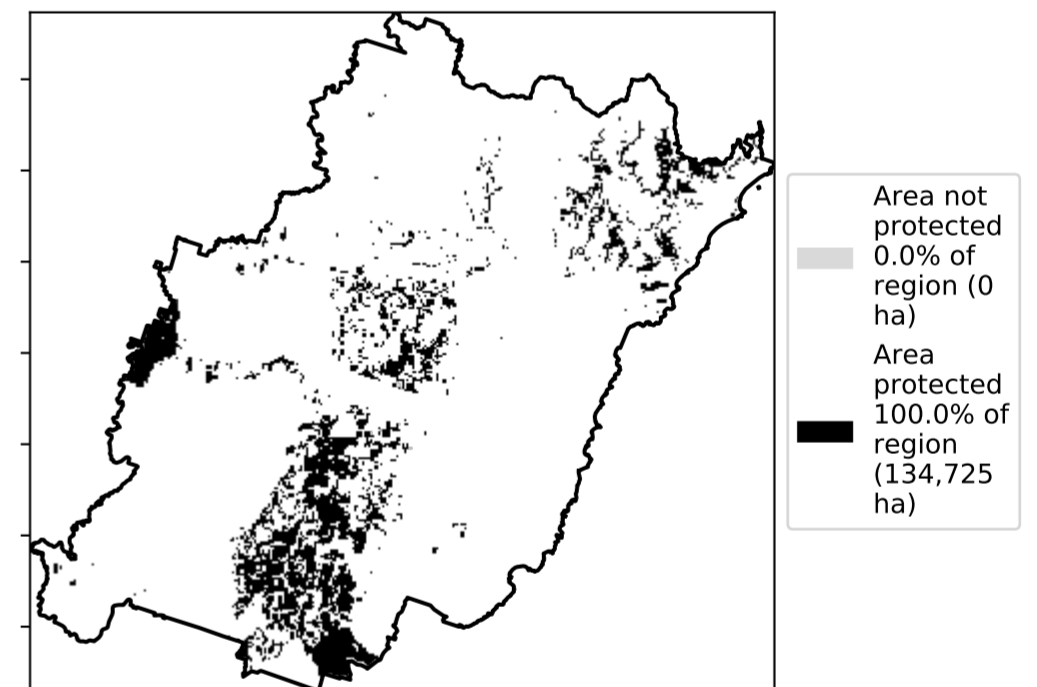 Area not
protected
0.0% of
region (0
ha)
Area
protected
100.0% of
region
(134,725
ha)